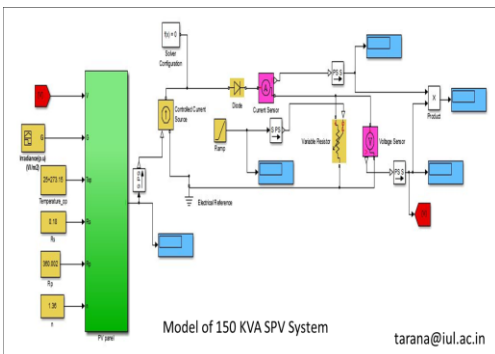 f(x) = 0
Solver
Configuration
Controlled Current
Source
Diode
Current Sensor
PS S
X
Product
V
G
Irradiance(pu)
(W/m2)
25+273.15
Temperature_cp
0.18
Rs
360.002
Rp
1.36
n
PV panel
Ramp
S PS
Variable Resistor
Voltage Sensor
PS S
Electrical Reference
Model of 150 KVA SPV System
tarana@iul.ac.in